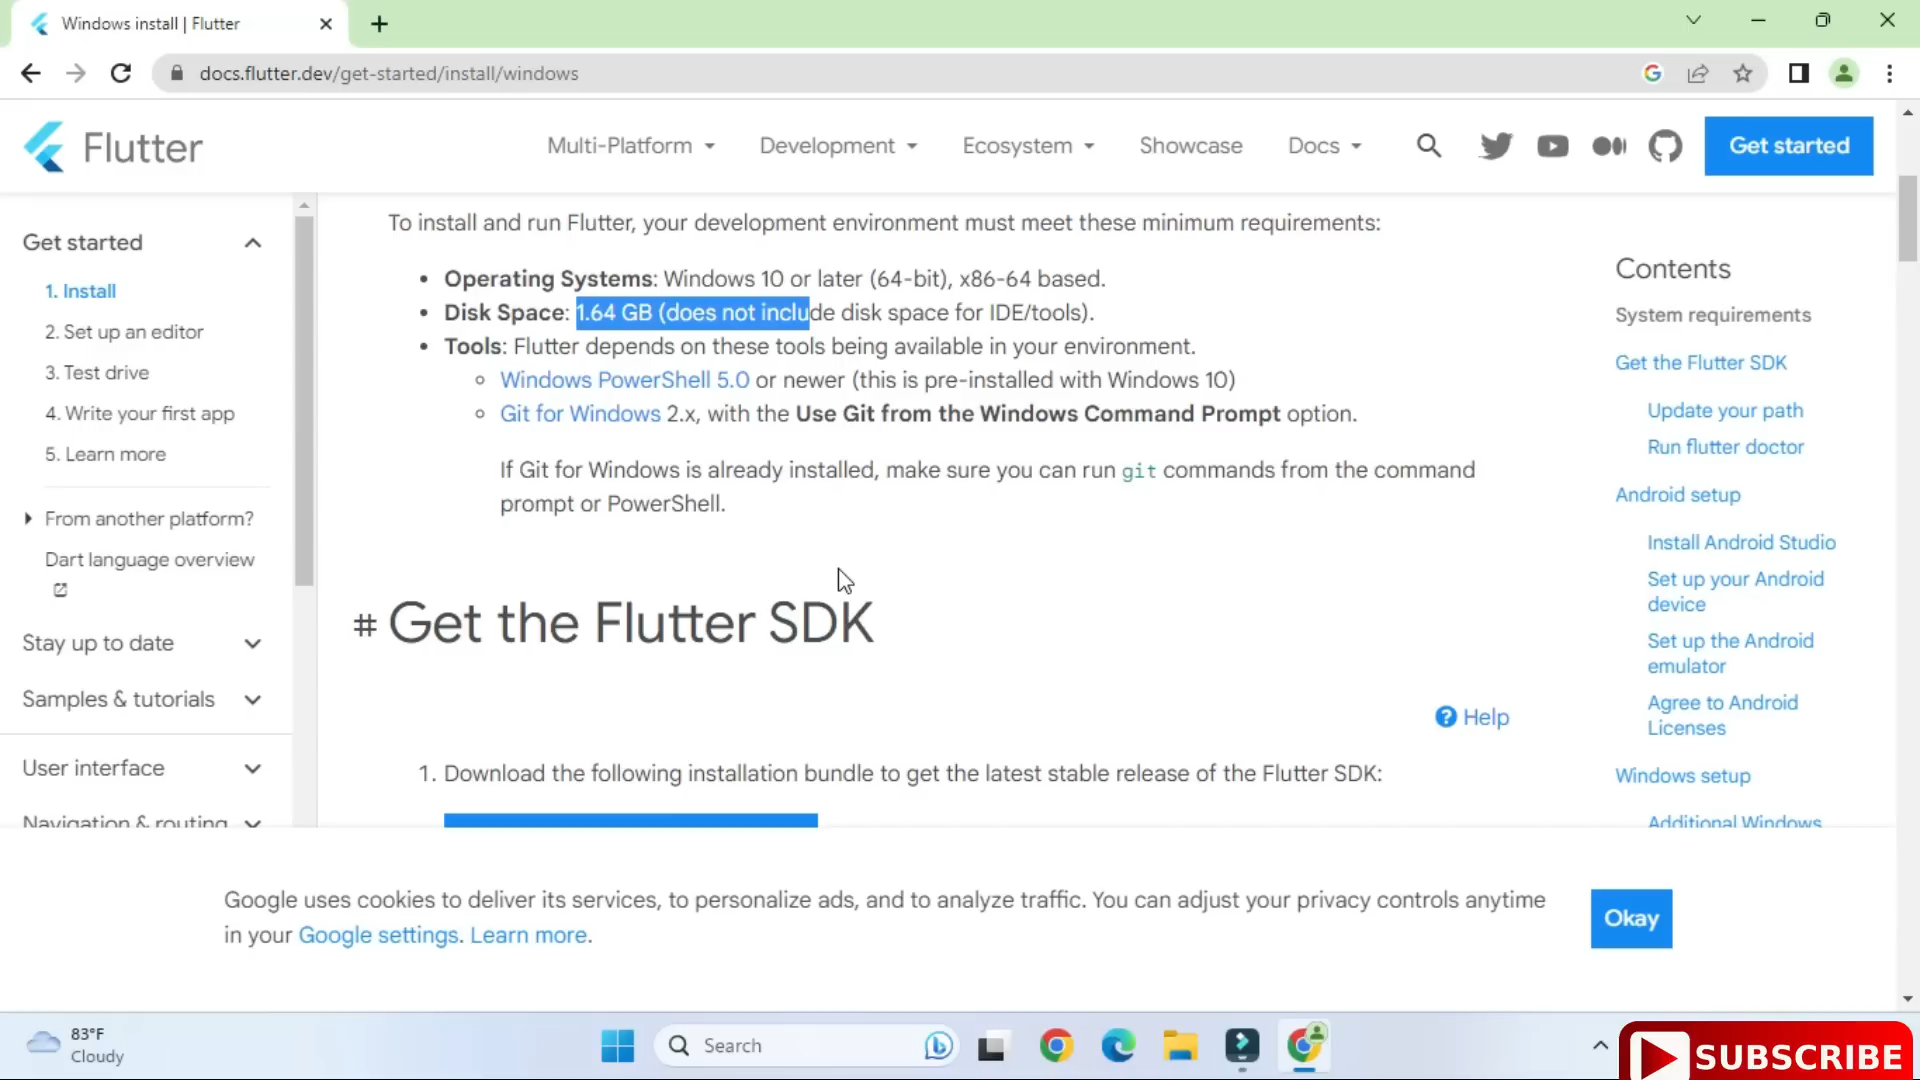 Windows install | Flutter
docs.flutter.dev/get-started/install/windows
Flutter
Multi-Platform
Development
Ecosystem
Showcase
Docs
Get started
Get started
1. Install
2. Set up an editor
3. Test drive
4. Write your first app
5. Learn more
From another platform?
Dart language overview
Stay up to date
Samples & tutorials
User interface
Navigation & routing
To install and run Flutter, your development environment must meet these minimum requirements:
• Operating Systems: Windows 10 or later (64-bit), x86-64 based.
• Disk Space: 1.64 GB (does not include disk space for IDE/tools).
• Tools: Flutter depends on these tools being available in your environment.
Windows PowerShell 5.0 or newer (this is pre-installed with Windows 10)
Git for Windows 2.x, with the Use Git from the Windows Command Prompt option.
If Git for Windows is already installed, make sure you can run git commands from the command
prompt or PowerShell.
# Get the Flutter SDK
Help
1. Download the following installation bundle to get the latest stable release of the Flutter SDK:
Contents
System requirements
Get the Flutter SDK
Update your path
Run flutter doctor
Android setup
Install Android Studio
Set up your Android
device
Set up the Android
emulator
Agree to Android
Licenses
Windows setup
Additional Windows
Google uses cookies to deliver its services, to personalize ads, and to analyze traffic. You can adjust your privacy controls anytime
in your Google settings. Learn more.
Okay
83°F
Cloudy
Search
SUBSCRIBE